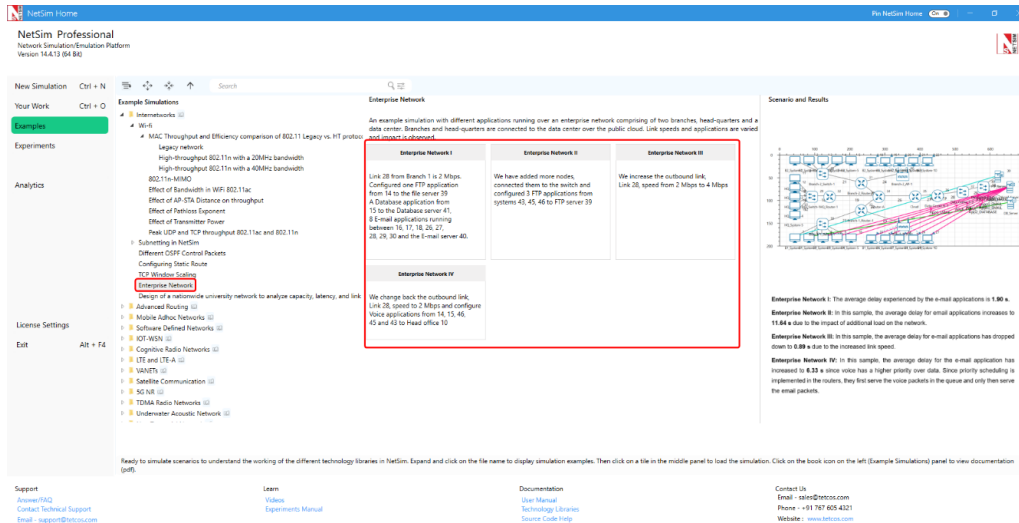 NetSim Home
Pin NetSim Home
On
NetSim Professional
Network Simulation/Emulation Platform
Version 14.4.13 (64 Bit)
New Simulation Ctrl + N
Your Work Ctrl + O
Examples
Experiments
Analytics
License Settings
Exit Alt + F4
Search
Example Simulations
Internetworks
Wi-fi
MAC Throughput and Efficiency comparison of 802.11 Legacy vs. HT protoco
Legacy network
High-throughput 802.11n with a 20MHz bandwidth
High-throughput 802.11n with a 40MHz bandwidth
802.11n-MIMO
Effect of Bandwidth in WiFi 802.11ac
Effect of AP-STA Distance on throughput
Effect of Pathloss Exponent
Effect of Transmitter Power
Peak UDP and TCP throughput 802.11ac and 802.11n
Subnetting in NetSim
Different OSPF Control Packets
Configuring Static Route
TCP Window Scaling
Enterprise Network
Design of a nationwide university network to analyze capacity, latency, and link
Advanced Routing
Mobile Adhoc Networks
Software Defined Networks
IOT-WSN
Cognitive Radio Networks
LTE and LTE-A
VANETs
Satellite Communication
5G NR
TDMA Radio Networks
Underwater Acoustic Network
Enterprise Network
An example simulation with different applications running over an enterprise network comprising of two branches, head-quarters and a
data center. Branches and head-quarters are connected to the data center over the public cloud. Link speeds and applications are varied
and impact is observed.
Enterprise Network I
Link 28 from Branch 1 is 2 Mbps.
Configured one FTP application
from 14 to the file server 39
A Database application from
15 to the Database server 41,
8 E-mail applications running
between 16, 17, 18, 26, 27,
28, 29, 30 and the E-mail server 40.
Enterprise Network II
We have added more nodes,
connected them to the switch and
configured 3 FTP applications from
systems 43, 45, 46 to FTP server 39
Enterprise Network III
We increase the outbound link,
Link 28, speed from 2 Mbps to 4 Mbps
Enterprise Network IV
We change back the outbound link,
Link 28, speed to 2 Mbps and configure
Voice applications from 14, 15, 46,
45 and 43 to Head office 10
Scenario and Results
Enterprise Network I: The average delay experienced by the e-mail applications is 1.90 s.
Enterprise Network II: In this sample, the average delay for email applications increases to
11.64 s due to the impact of additional load on the network.
Enterprise Network III: In this sample, the average delay for e-mail applications has dropped
down to 0.89 s due to the increased link speed.
Enterprise Network IV: In this sample, the average delay for the e-mail application has
increased to 6.33 s since voice has a higher priority over data. Since priority scheduling is
implemented in the routers, they first serve the voice packets in the queue and only then serve
the email packets.
Ready to simulate scenarios to understand the working of the different technology libraries in NetSim. Expand and click on the file name to display simulation examples. Then click on a tile in the middle panel to load the simulation. Click on the book icon on the left (Example Simulations) panel to view documentation
(pdf).
Support
Answer/FAQ
Contact Technical Support
Email - support@tetcos.com
Learn
Videos
Experiments Manual
Documentation
User Manual
Technology Libraries
Source Code Help
Contact Us
Email - sales@tetcos.com
Phone - +91 767 605 4321
Website : www.tetcos.com